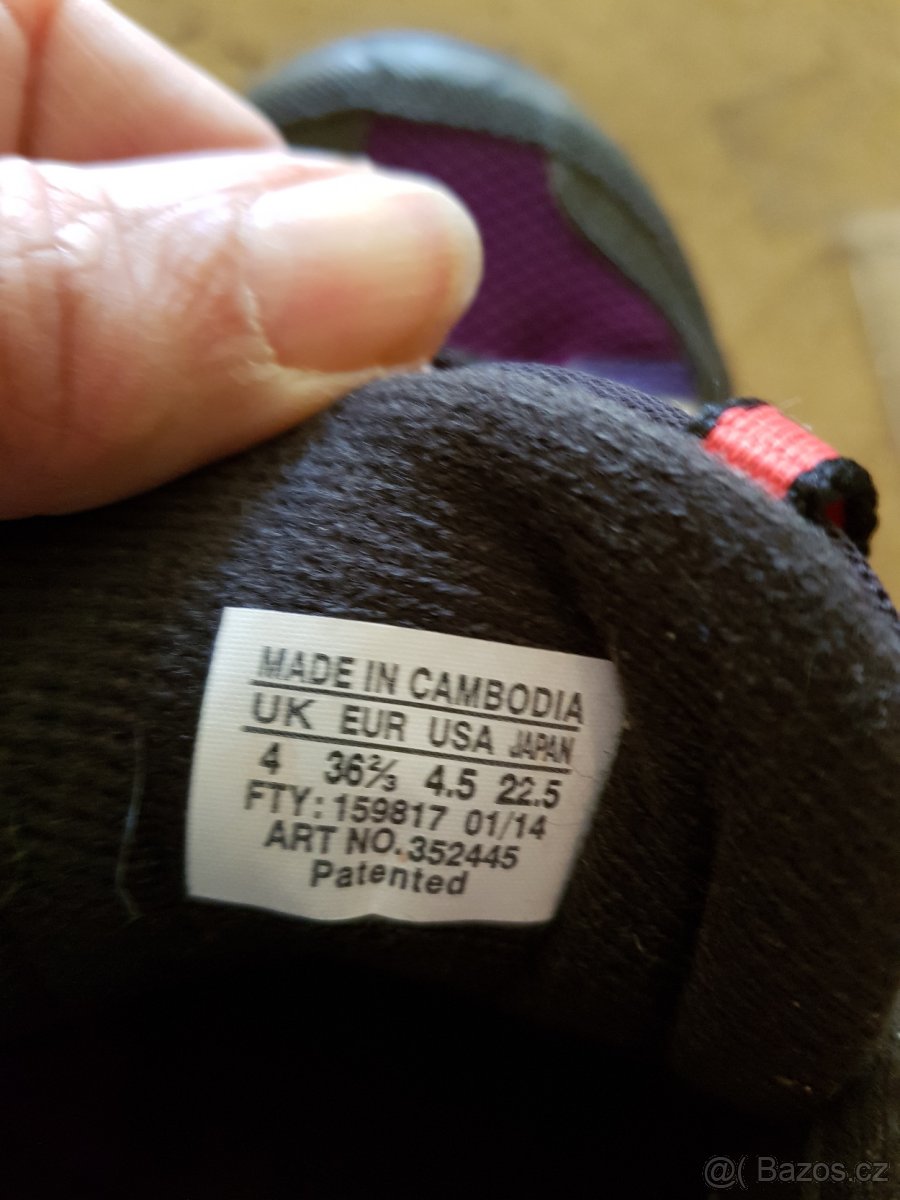 MADE IN CAMBODIA
UK EUR USA JAPAN
4 36⅔ 4.5 22.5
FTY: 159817 01/14
ART NO. 352445
Patented
@( Bazos.cz